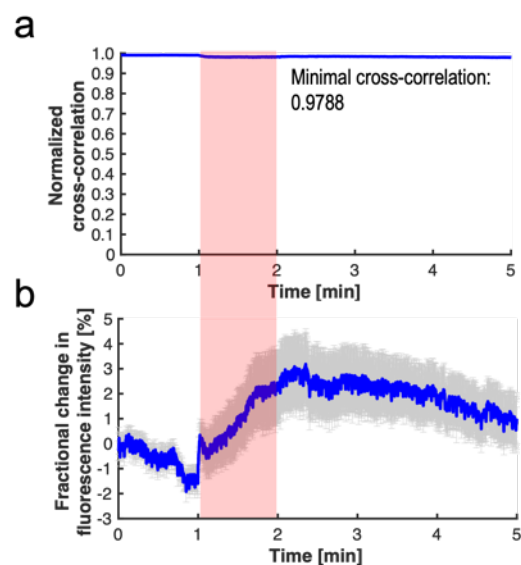 a
Normalized
cross-correlation
1.0
0.9
0.8
0.7
0.6
0.5
0.4
0.3
0.2
0.1
0
Minimal cross-correlation:
0.9788
0 1 2 3 4 5
Time [min]
b
Fractional change in
fluorescence intensity [%]
5
4
3
2
1
0
-1
-2
-3
0 1 2 3 4 5
Time [min]